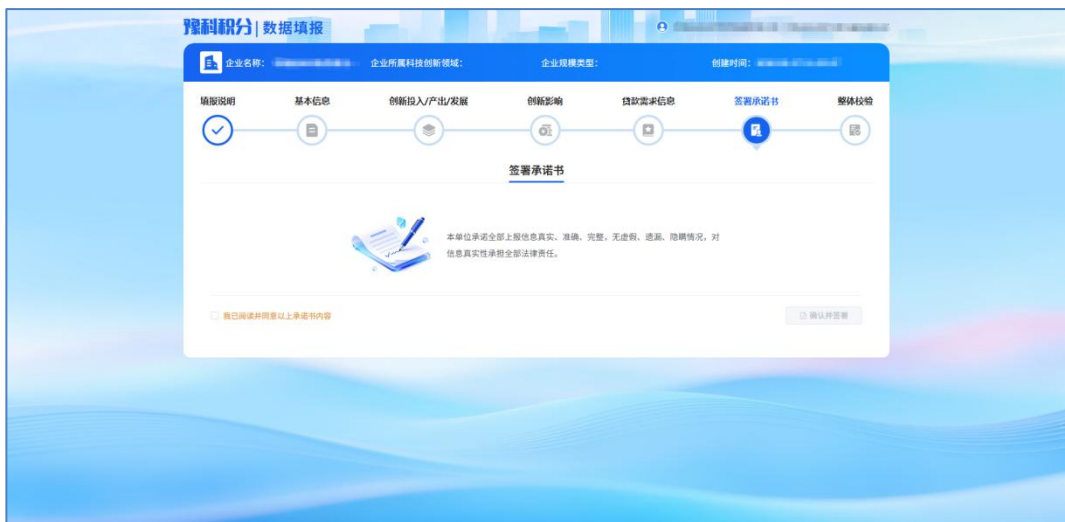 豫科积分 | 数据填报
企业名称: 企业所属科技创新领域: 企业规模类型: 创建时间:
填报说明 基本信息 创新投入/产出/发展 创新影响 贷款需求信息 签署承诺书 整体校验
签署承诺书
本单位承诺全部上报信息真实、准确、完整、无虚假、遗漏、隐瞒情况，对
信息真实性承担全部法律责任。
我已阅读并同意以上承诺书内容 确认并签署